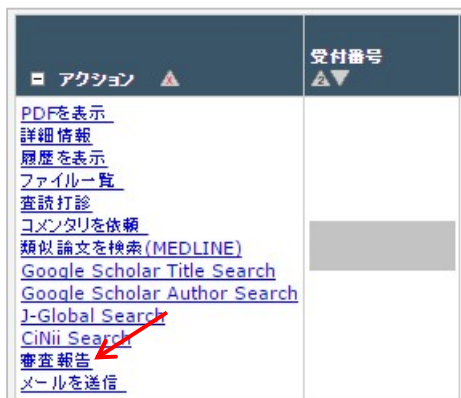 アクション
受付番号
PDFを表示
詳細情報
履歴を表示
ファイル一覧
査読打診
コメンタリを依頼
類似論文を検索(MEDLINE)
Google Scholar Title Search
Google Scholar Author Search
J-Global Search
CiNii Search
審査報告
メールを送信